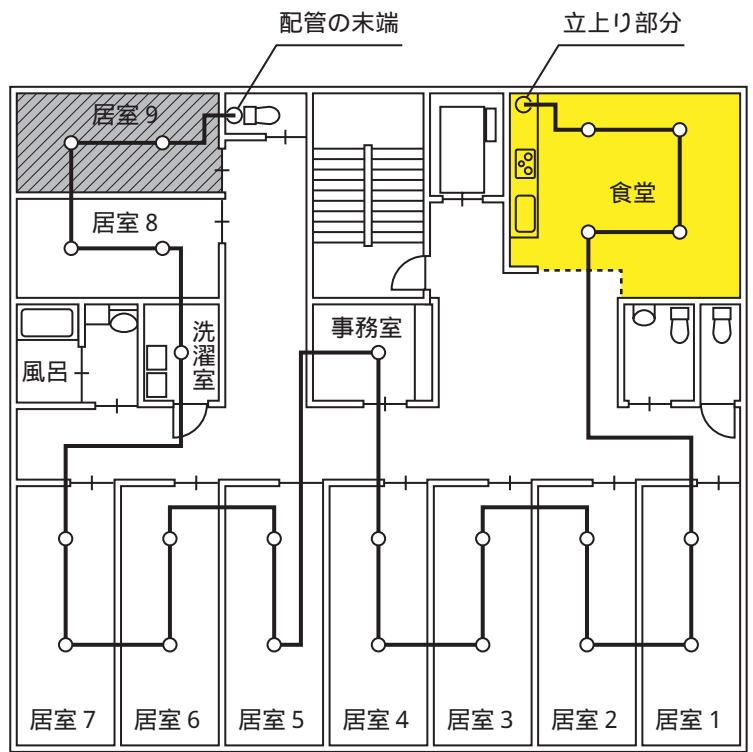 配管の末端
立上り部分
居室 9
食堂
居室 8
洗濯室
事務室
風呂
居室 7
居室 6
居室 5
居室 4
居室 3
居室 2
居室 1